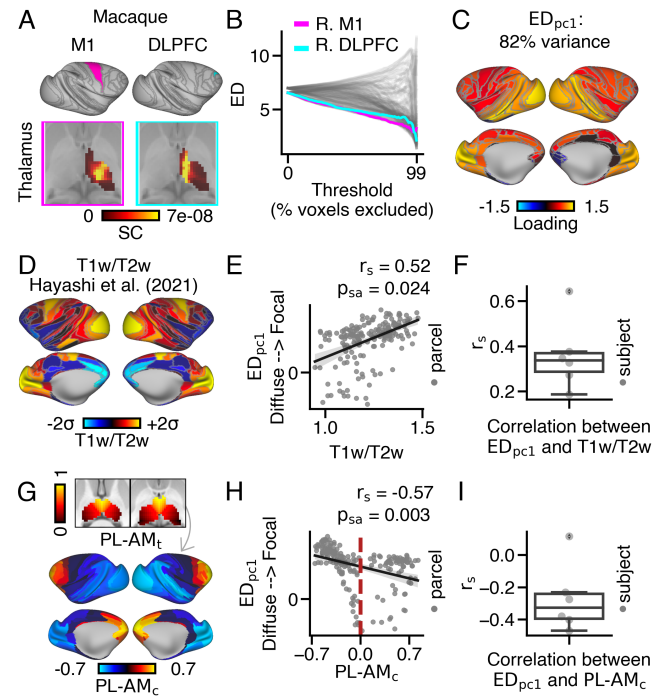 A
Macaque
M1
DLPFC
Thalamus
0
7e-08
SC
B
R. M1
R. DLPFC
10
5
ED
0
99
Threshold
(% voxels excluded)
C
EDpc1:
82% variance
-1.5
1.5
Loading
D
T1w/T2w
Hayashi et al. (2021)
-2σ
+2σ
T1w/T2w
E
rs = 0.52
psa = 0.024
EDpc1
Diffuse --> Focal
0
1.0
1.5
T1w/T2w
parcel
F
0.6
0.4
0.2
rs
subject
Correlation between
EDpc1 and T1w/T2w
G
1
0
PL-AMt
-0.7
0.7
PL-AMc
H
rs = -0.57
psa = 0.003
EDpc1
Diffuse --> Focal
0
-0.7
0.0
0.7
PL-AMc
parcel
I
0.0
−0.2
−0.4
rs
subject
Correlation between
EDpc1 and PL-AMc